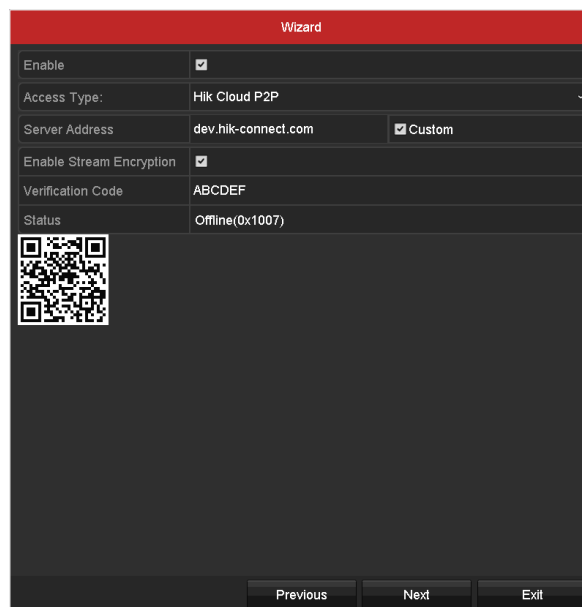 Wizard
Enable
Access Type: Hik Cloud P2P
Server Address dev.hik-connect.com Custom
Enable Stream Encryption
Verification Code ABCDEF
Status Offline(0x1007)
Previous Next Exit